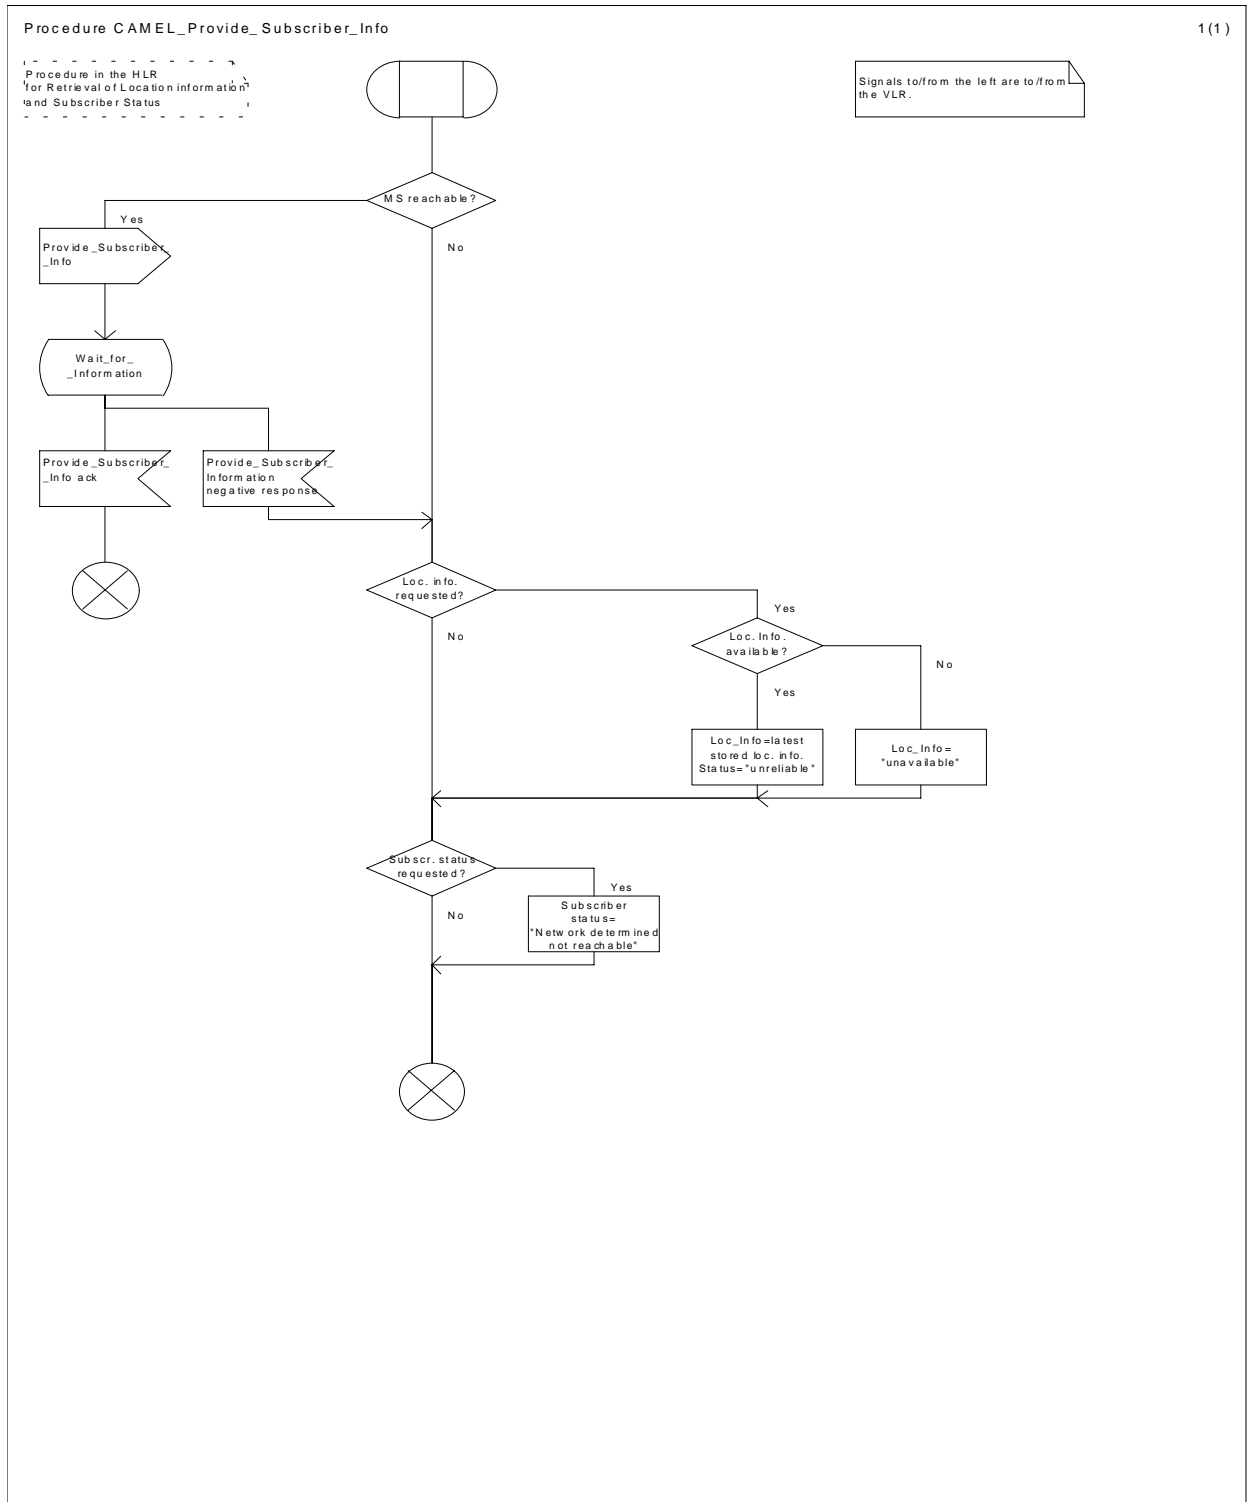 Procedure CAMEL_Provide_Subscriber_Info
1(1)
Procedure in the HLR
for Retrieval of Location information
and Subscriber Status
Signals to/from the left are to/from
the VLR.
MS reachable?
Yes
No
Provide_Subscriber_
_Info
Wait_for_
_Information
Provide_Subscriber_
_Info ack
Provide_Subscriber_
Information
negative response
Loc. info.
requested?
Yes
No
Loc. Info.
available?
No
Yes
Loc_Info=latest
stored loc. info.
Status="unreliable"
Loc_Info=
"unavailable"
Subscr. status
requested?
Yes
No
Subscriber
status=
"Network determined
not reachable"